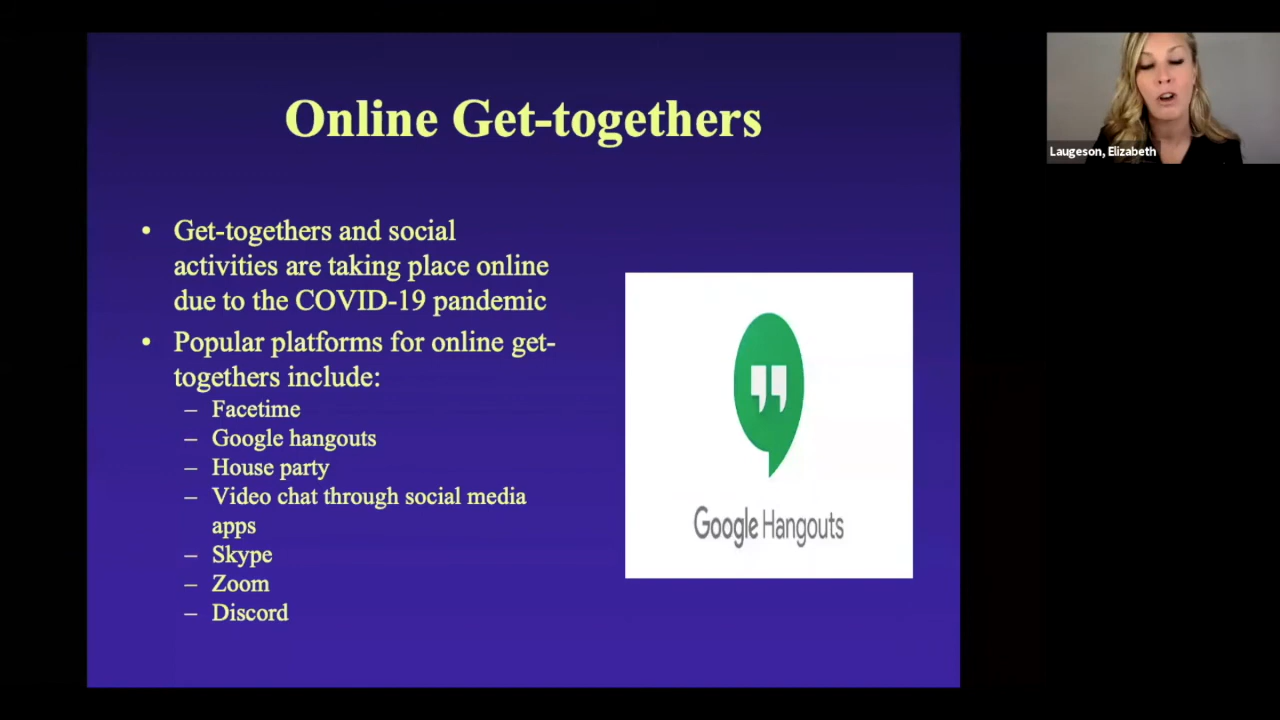 Online Get-togethers
• Get-togethers and social
activities are taking place online
due to the COVID-19 pandemic
• Popular platforms for online get-
togethers include:
– Facetime
– Google hangouts
– House party
– Video chat through social media
apps
– Skype
– Zoom
– Discord
Google Hangouts
Laugeson, Elizabeth